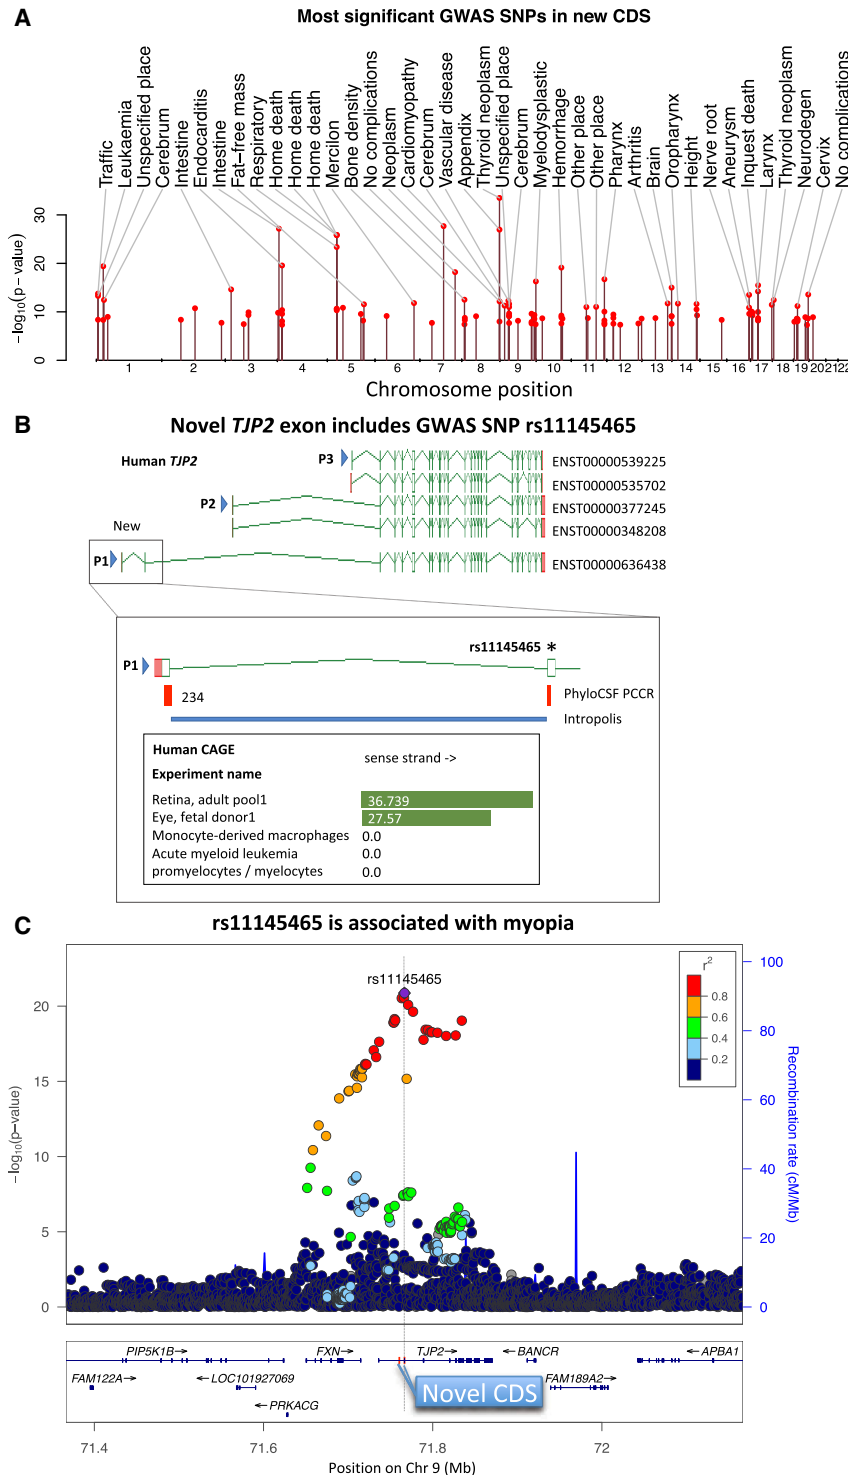 A
Most significant GWAS SNPs in new CDS
Traffic
Leukaemia
Unspecified place
Cerebrum
Intestine
Endocarditis
Intestine
Fat-free mass
Respiratory
Home death
Home death
Home death
Meroilon
Bone density
No complications
Neoplasm
Cardiomyopathy
Cerebrum
Vascular disease
Appendix
Thyroid neoplasm
Unspecified place
Cerebrum
Myelodysplastic
Hemorrhage
Other place
Other place
Pharynx
Arthritis
Brain
Oropharynx
Height
Nerve root
Aneurysm
Inquest death
Larynx
Thyroid neoplasm
Neurodegen
Cervix
No complications
-log10(p-value)
30
20
10
0
1 2 3 4 5 6 7 8 9 10 11 12 13 14 15 16 17 18 19 20 21 22
Chromosome position
B
Novel TJP2 exon includes GWAS SNP rs11145465
Human TJP2
P3
ENST00000539225
ENST00000535702
P2
ENST00000377245
ENST00000348208
New
P1
ENST00000636438
rs11145465 *
P1
234
PhyloCSF PCCR
Intropolis
Human CAGE
sense strand ->
Experiment name
Retina, adult pool1 36.739
Eye, fetal donor1 27.57
Monocyte-derived macrophages 0.0
Acute myeloid leukemia 0.0
promyelocytes / myelocytes 0.0
C
rs11145465 is associated with myopia
rs11145465
r2
0.8
0.6
0.4
0.2
-log10(p-value)
20
15
10
5
0
100
80
60
40
20
0
Recombination rate (cM/Mb)
PIP5K1B→
FXN→
TJP2→
←BANCR
←APBA1
FAM122A→
←LOC101927069
FAM189A2→
←PRKACG
Novel CDS
71.4
71.6
71.8
72
Position on Chr 9 (Mb)